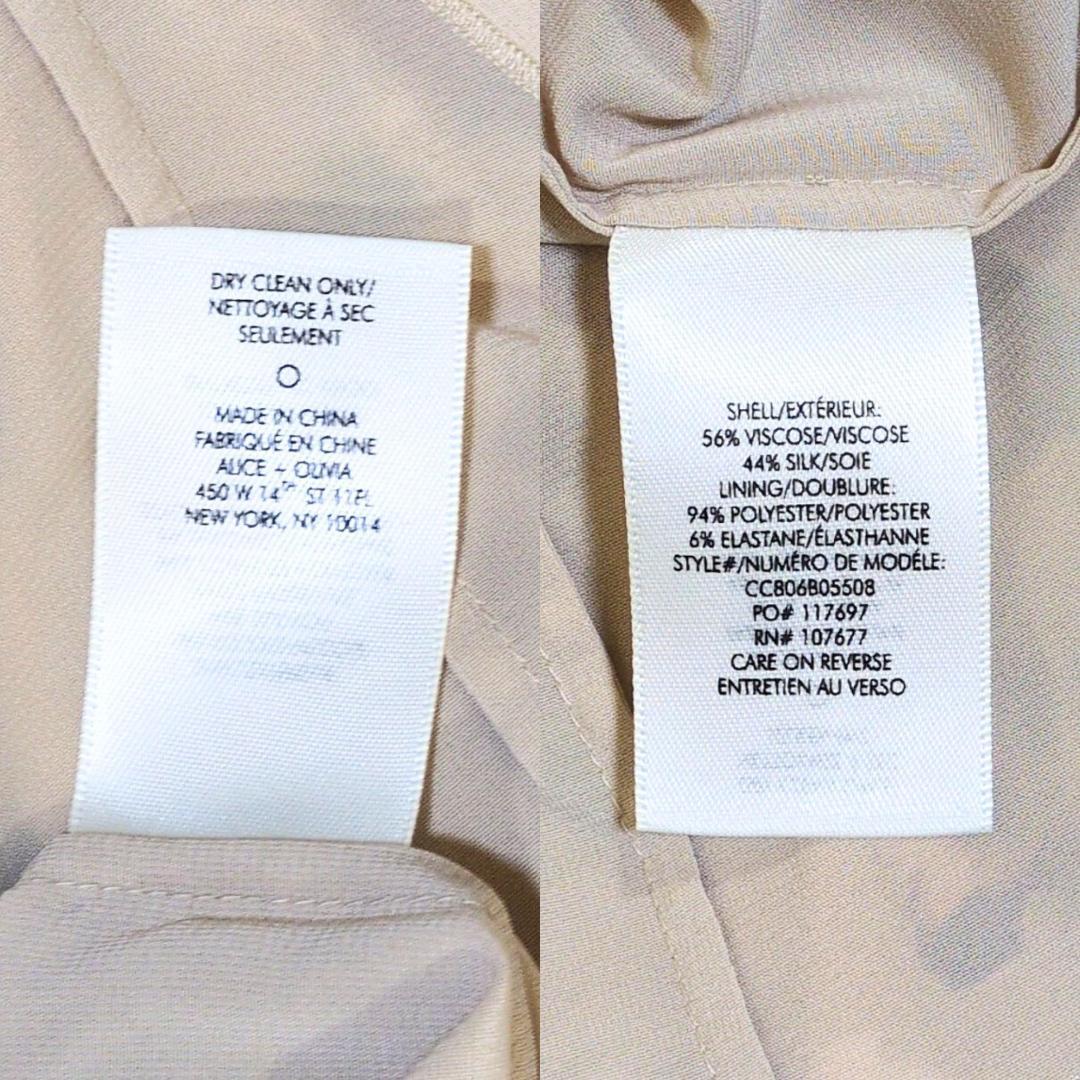 DRY CLEAN ONLY/
NETTOYAGE À SEC
SEULEMENT
MADE IN CHINA
FABRIQUÉ EN CHINE
ALICE + OLIVIA
450 W 14TH ST 11FL
NEW YORK, NY 10014
SHELL/EXTÉRIEUR:
56% VISCOSE/VISCOSE
44% SILK/SOIE
LINING/DOUBLURE:
94% POLYESTER/POLYESTER
6% ELASTANE/ÉLASTHANNE
STYLE#/NUMÉRO DE MODÉLE:
CC806B05508
PO# 117697
RN# 107677
CARE ON REVERSE
ENTRETIEN AU VERSO